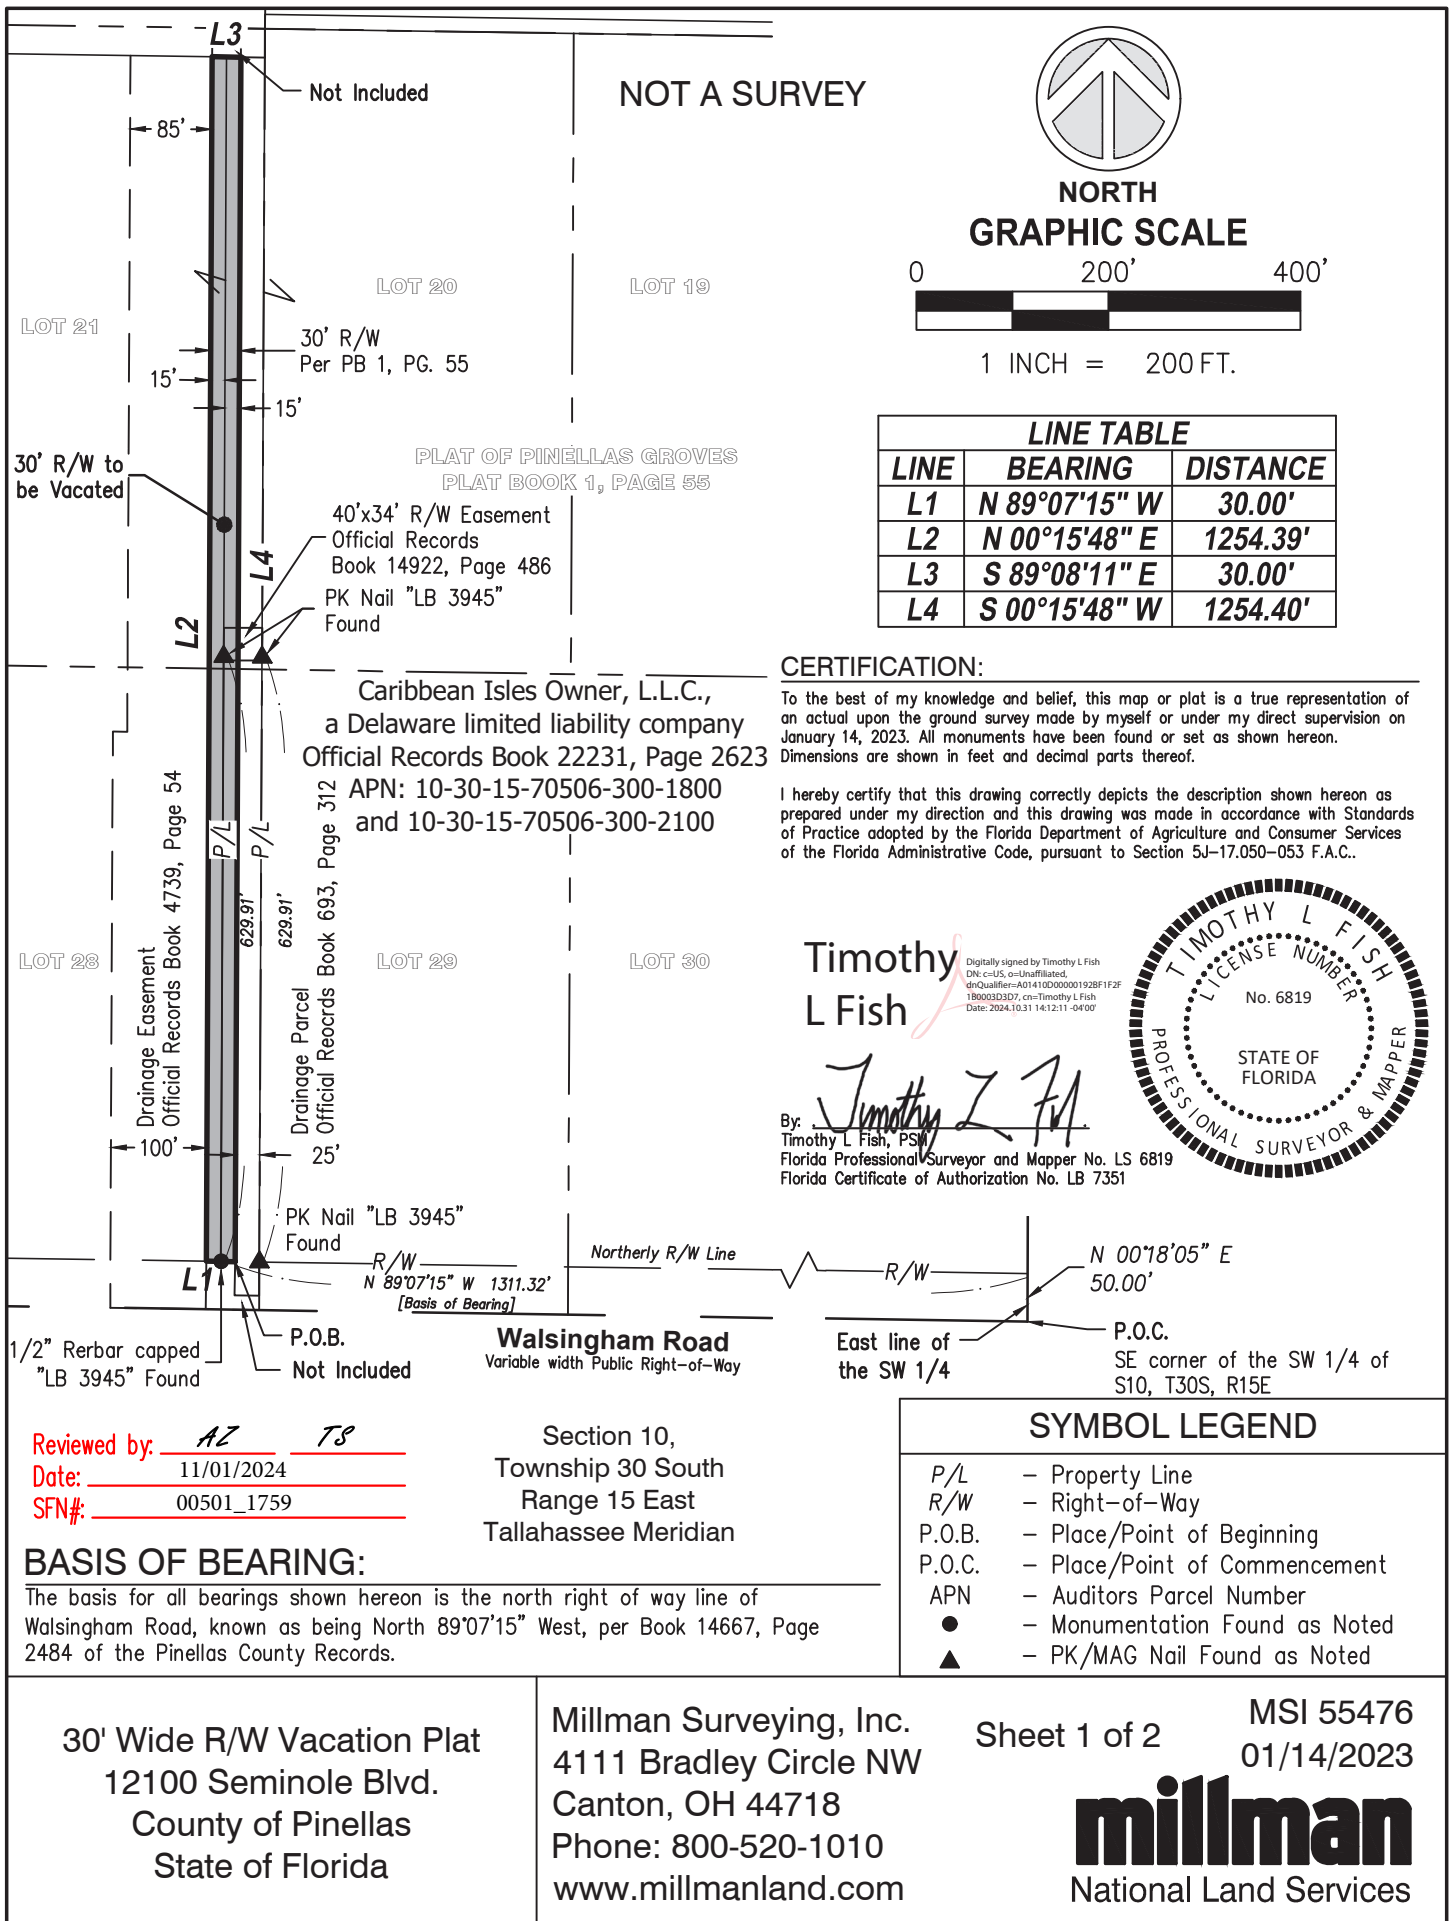 L3
Not Included
NOT A SURVEY
85'
NORTH
GRAPHIC SCALE
0 200' 400'
1 INCH = 200 FT.
LOT 20
LOT 19
LOT 21
30' R/W
Per PB 1, PG. 55
15'
15'
LINE TABLE
LINE BEARING DISTANCE
L1 N 89°07'15" W 30.00'
L2 N 00°15'48" E 1254.39'
L3 S 89°08'11" E 30.00'
L4 S 00°15'48" W 1254.40'
PLAT OF PINELLAS GROVES
PLAT BOOK 1, PAGE 55
30' R/W to
be Vacated
40'x34' R/W Easement
Official Records
Book 14922, Page 486
L4
PK Nail "LB 3945"
Found
L2
Caribbean Isles Owner, L.L.C.,
a Delaware limited liability company
Official Records Book 22231, Page 2623
APN: 10-30-15-70506-300-1800
and 10-30-15-70506-300-2100
CERTIFICATION:
To the best of my knowledge and belief, this map or plat is a true representation of
an actual upon the ground survey made by myself or under my direct supervision on
January 14, 2023. All monuments have been found or set as shown hereon.
Dimensions are shown in feet and decimal parts thereof.
I hereby certify that this drawing correctly depicts the description shown hereon as
prepared under my direction and this drawing was made in accordance with Standards
of Practice adopted by the Florida Department of Agriculture and Consumer Services
of the Florida Administrative Code, pursuant to Section 5J-17.050-053 F.A.C..
P/L
P/L
629.91'
629.91'
Drainage Easement
Official Records Book 4739, Page 54
Drainage Parcel
Official Reocrds Book 693, Page 312
LOT 28
LOT 29
LOT 30
100'
25'
Timothy
L Fish
Digitally signed by Timothy L Fish
DN: c=US, o=Unaffiliated,
dnQualifier=A01410D00000192BF1F2F
1B0003D3D7, cn=Timothy L Fish
Date: 2024.10.31 14:12:11 -04'00'
TIMOTHY L FISH
LICENSE NUMBER
No. 6819
STATE OF
FLORIDA
PROFESSIONAL SURVEYOR & MAPPER
Timothy L Fish
By:
Timothy L Fish, PSM
Florida Professional Surveyor and Mapper No. LS 6819
Florida Certificate of Authorization No. LB 7351
PK Nail "LB 3945"
Found
L1
R/W
N 89°07'15" W 1311.32'
[Basis of Bearing]
Northerly R/W Line
R/W
N 00°18'05" E
50.00'
1/2" Rerbar capped
"LB 3945" Found
P.O.B.
Not Included
Walsingham Road
Variable width Public Right-of-Way
East line of
the SW 1/4
P.O.C.
SE corner of the SW 1/4 of
S10, T30S, R15E
Reviewed by: AZ TS
Date: 11/01/2024
SFN#: 00501_1759
Section 10,
Township 30 South
Range 15 East
Tallahassee Meridian
SYMBOL LEGEND
P/L - Property Line
R/W - Right-of-Way
P.O.B. - Place/Point of Beginning
P.O.C. - Place/Point of Commencement
APN - Auditors Parcel Number
- Monumentation Found as Noted
- PK/MAG Nail Found as Noted
BASIS OF BEARING:
The basis for all bearings shown hereon is the north right of way line of
Walsingham Road, known as being North 89°07'15" West, per Book 14667, Page
2484 of the Pinellas County Records.
30' Wide R/W Vacation Plat
12100 Seminole Blvd.
County of Pinellas
State of Florida
Millman Surveying, Inc.
4111 Bradley Circle NW
Canton, OH 44718
Phone: 800-520-1010
www.millmanland.com
Sheet 1 of 2
MSI 55476
01/14/2023
millman
National Land Services